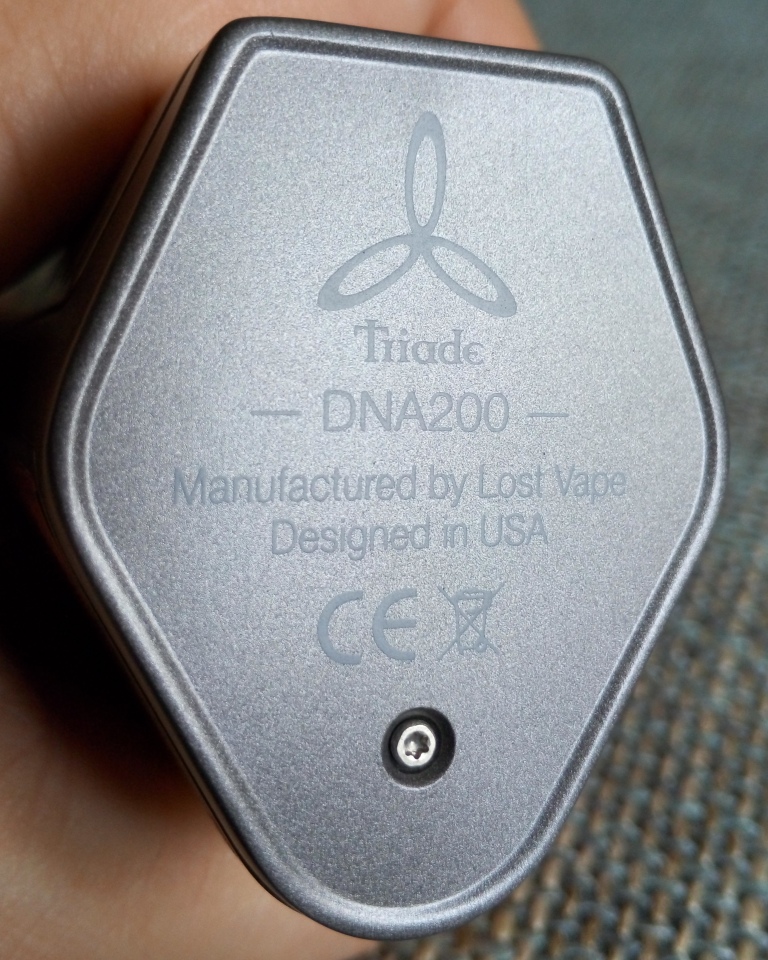 Triade
— DNA200 —
Manufactured by Lost Vape
Designed in USA
CE